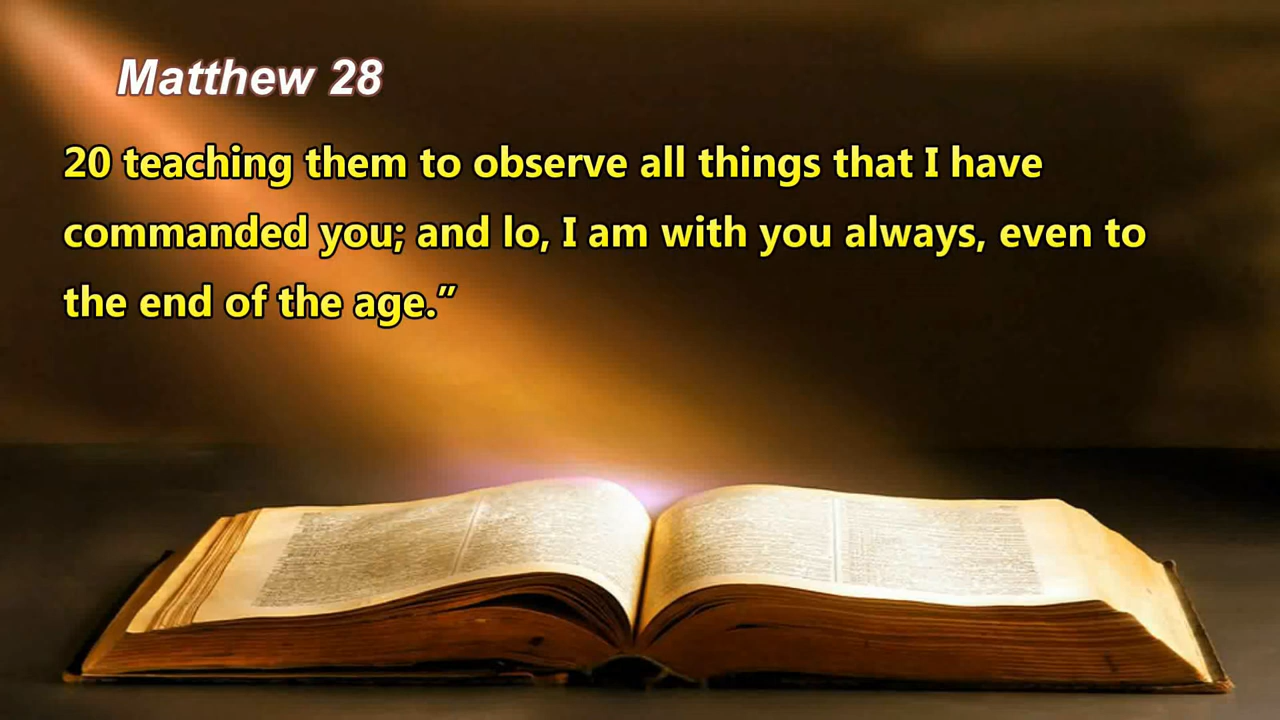 Matthew 28
20 teaching them to observe all things that I have
commanded you; and lo, I am with you always, even to
the end of the age.”